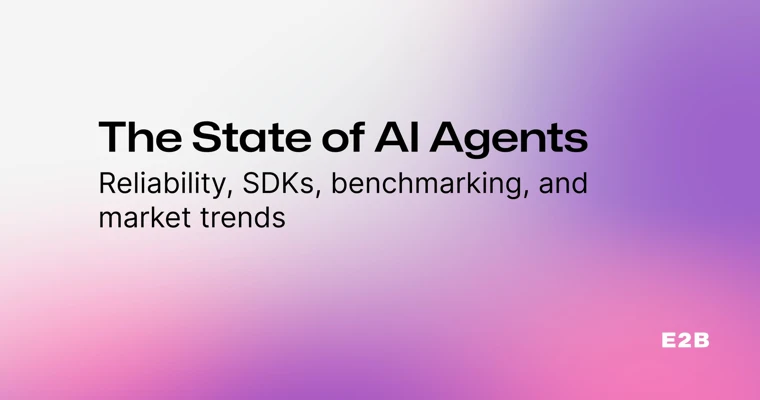 The State of AI Agents
Reliability, SDKs, benchmarking, and
market trends
E2B